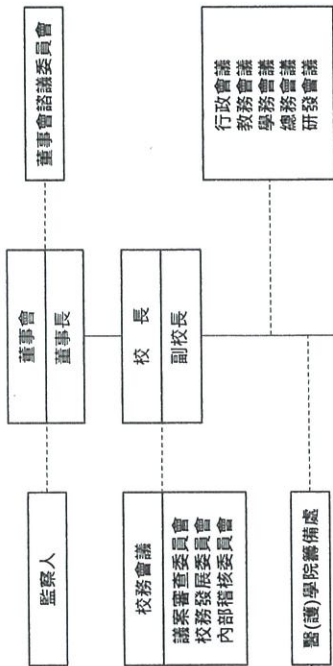 董事會諮議委員會
董事會
董事長
監察人
校 長
副校長
校務會議
議案審查委員會
校務發展委員會
內部稽核委員會
行政會議
教務會議
學務會議
總務會議
研發會議
醫(護)學院籌備處